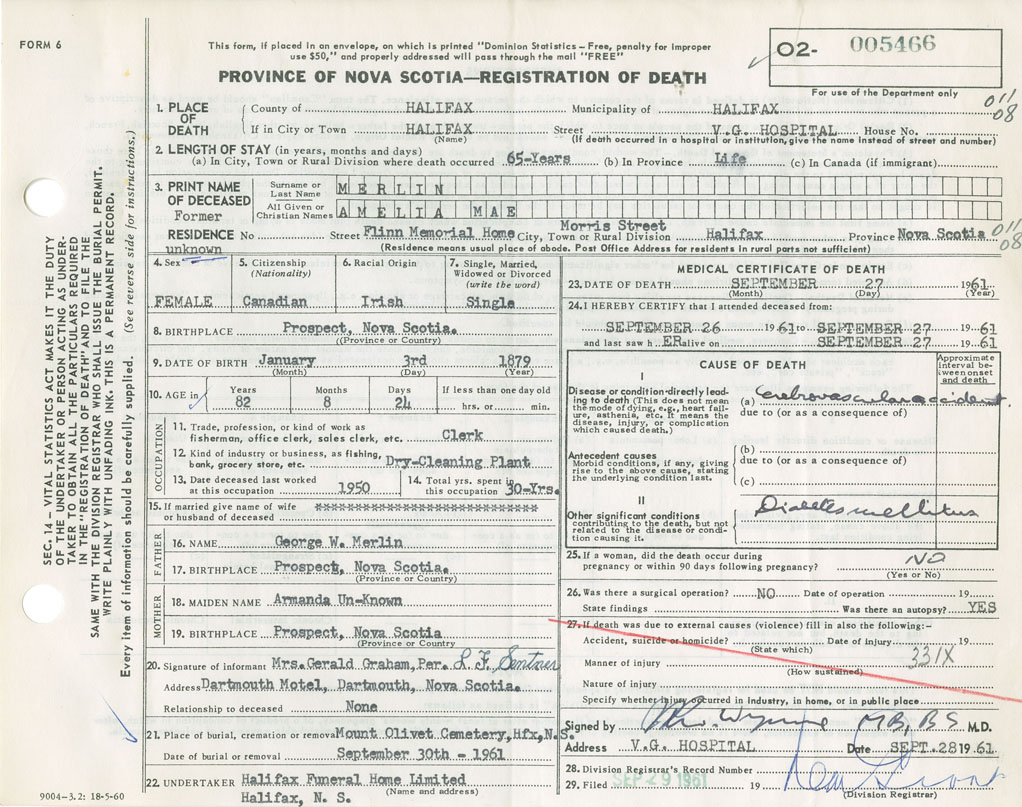 FORM 6
This form, if placed in an envelope, on which is printed "Dominion Statistics – Free, penalty for improper
use $50," and properly addressed will pass through the mail "FREE"
PROVINCE OF NOVA SCOTIA—REGISTRATION OF DEATH
O2- 005466
For use of the Department only
011
08
1. PLACE OF DEATH
County of HALIFAX Municipality of HALIFAX
If in City or Town HALIFAX Street V.G. HOSPITAL House No.
(Name) (If death occurred in a hospital or institution, give the name instead of street and number)
2. LENGTH OF STAY (in years, months and days)
(a) In City, Town or Rural Division where death occurred 65-Years (b) In Province Life (c) In Canada (if immigrant)
3. PRINT NAME OF DECEASED
Surname or Last Name MERLIN
All Given or Christian Names AMELIA MAE
Former
Morris Street
RESIDENCE No Street Flinn Memorial Home City, Town or Rural Division Halifax Province Nova Scotia
011
08
unknown (Residence means usual place of abode. Post Office Address for residents in rural parts not sufficient)
4. Sex FEMALE
5. Citizenship (Nationality) Canadian
6. Racial Origin Irish
7. Single, Married, Widowed or Divorced (write the word) Single
8. BIRTHPLACE Prospect, Nova Scotia.
((Province or Country)
9. DATE OF BIRTH January 3rd 1879
(Month) (Day) (Year)
10. AGE in Years 82 Months 8 Days 24 If less than one day old hrs. or min.
OCCUPATION
11. Trade, profession, or kind of work as
fisherman, office clerk, sales clerk, etc. Clerk
12. Kind of industry or business, as fishing,
bank, grocery store, etc. Dry-Cleaning Plant
13. Date deceased last worked
at this occupation 1950
14. Total yrs. spent in
this occupation 30-Yrs.
15. If married give name of wife
or husband of deceased xxxxxxxxxxxxxxxxxxxxxxxxxxxx
FATHER
16. NAME George W. Merlin
17. BIRTHPLACE Prospect, Nova Scotia.
(Province or Country)
MOTHER
18. MAIDEN NAME Armanda Un-Known
19. BIRTHPLACE Prospect, Nova Scotia
(Province or Country
20. Signature of informant Mrs.Gerald Graham, Per.
Address Dartmouth Motel, Dartmouth, Nova Scotia.
Relationship to deceased None
21. Place of burial, cremation or removal Mount Olivet Cemetery, Hfx, N.S.
Date of burial or removal September 30th - 1961
22. UNDERTAKER Halifax Funeral Home Limited
(Name and address)
Halifax, N. S.
9004-3.2: 18-5-60
MEDICAL CERTIFICATE OF DEATH
23. DATE OF DEATH SEPTEMBER 27 1961
(Month) (Day) (Year)
24. I HEREBY CERTIFY that I attended deceased from:
SEPTEMBER 26 1961 to SEPTEMBER 27 19 61
and last saw h ER alive on SEPTEMBER 27 19 61
CAUSE OF DEATH
Approximate interval between onset and death
I
Disease or condition directly leading to death (This does not mean the mode of dying, e.g., heart failure, asthenia, etc. It means the disease, injury, or complication which caused death.)
(a) Cerebrovascular accident
due to (or as a consequence of)
Antecedent causes
Morbid conditions, if any, giving rise to the above cause, stating the underlying condition last.
(b)
due to (or as a consequence of)
(c)
II
Other significant conditions
contributing to the death, but not related to the disease or condition causing it.
Diabetes mellitus
25. If a woman, did the death occur during
pregnancy or within 90 days following pregnancy? NO
(Yes or No)
26. Was there a surgical operation? NO Date of operation 19
State findings Was there an autopsy? YES
27. If death was due to external causes (violence) fill in also the following:-
Accident, suicide or homicide? Date of injury 19
(State which) 331X
Manner of injury
(How sustained)
Nature of injury
Specify whether injury occurred in industry, in home, or in public place
Signed by MB, BS M.D.
Address V.G. HOSPITAL Date SEPT. 28 19 61
28. Division Registrar's Record Number
29. Filed SEP 29 1961 19
(Division Registrar)
SEC. 14 – VITAL STATISTICS ACT MAKES IT THE DUTY
OF THE UNDERTAKER OR PERSON ACTING AS UNDER-
TAKER TO OBTAIN ALL THE PARTICULARS REQUIRED
IN THE "REGISTRATION OF DEATH" AND TO FILE THE
SAME WITH THE DIVISION REGISTRAR WHO SHALL ISSUE THE BURIAL PERMIT.
WRITE PLAINLY WITH UNFADING INK. THIS IS A PERMANENT RECORD.
Every item of information should be carefully supplied. (See reverse side for instructions.)